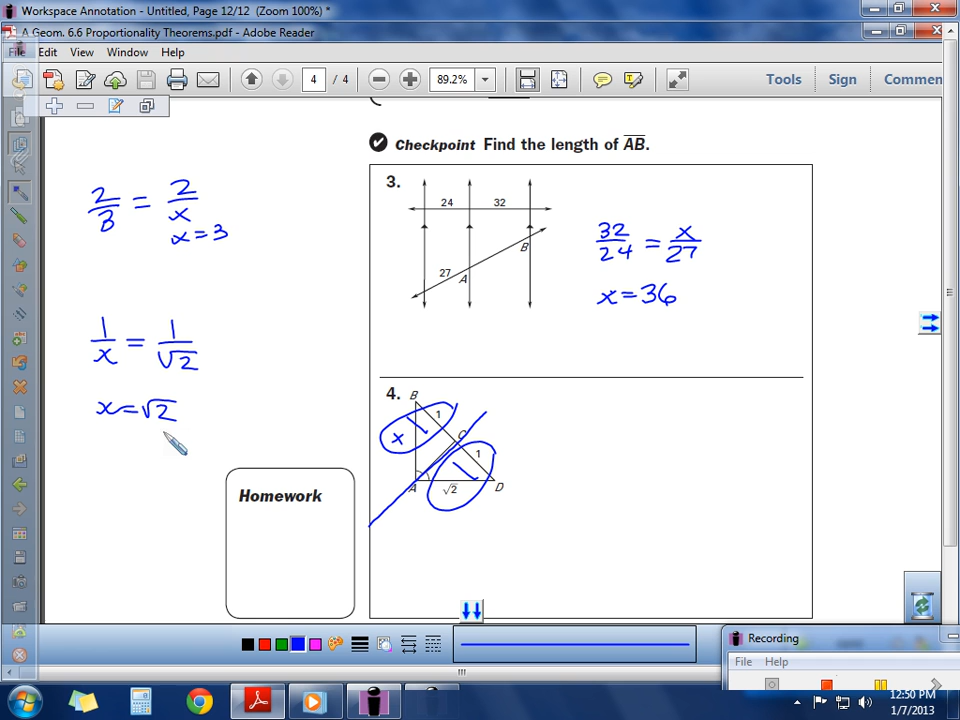 Workspace Annotation - Untitled, Page 12/12 (Zoom 100%) *
A Geom. 6.6 Proportionality Theorems.pdf - Adobe Reader
File Edit View Window Help
4 / 4 89.2% Tools Sign Commen
Checkpoint Find the length of AB.
3.
24 32
27 A B
32/24 = x/27
x=36
2/3 = 2/x
x=3
1/x = 1/√2
x=√2
4.
B
1
x
C
1
A √2 D
Homework
Recording
File Help
12:50 PM
1/7/2013